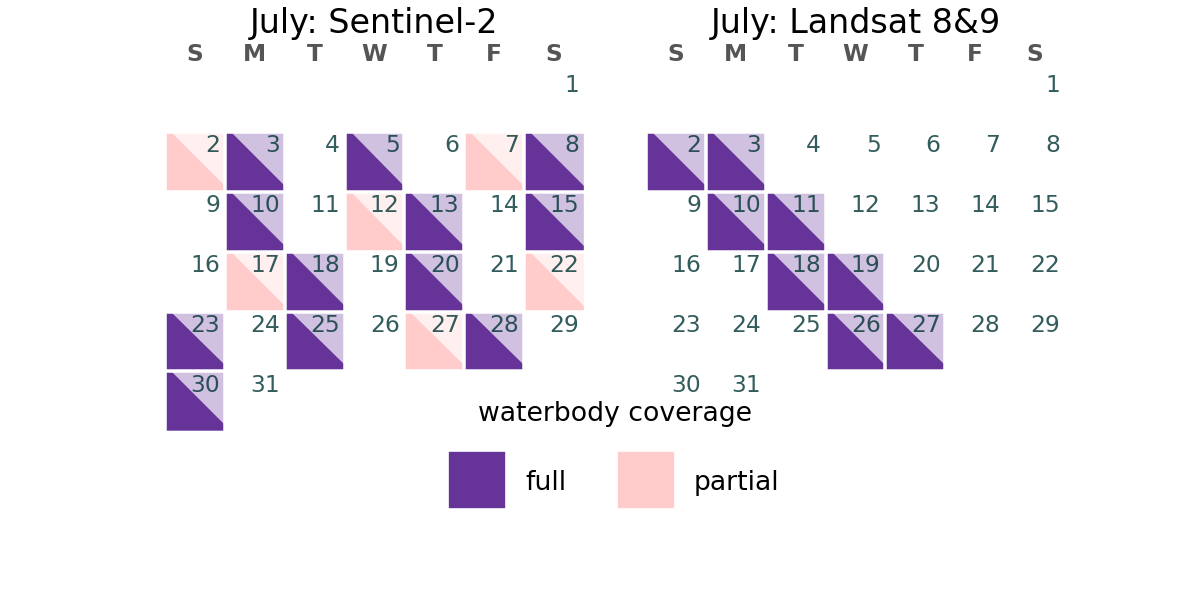 July: Sentinel-2
S M T W T F S
1
2 3 4 5 6 7 8
9 10 11 12 13 14 15
16 17 18 19 20 21 22
23 24 25 26 27 28 29
30 31
July: Landsat 8&9
S M T W T F S
1
2 3 4 5 6 7 8
9 10 11 12 13 14 15
16 17 18 19 20 21 22
23 24 25 26 27 28 29
30 31
waterbody coverage
full partial